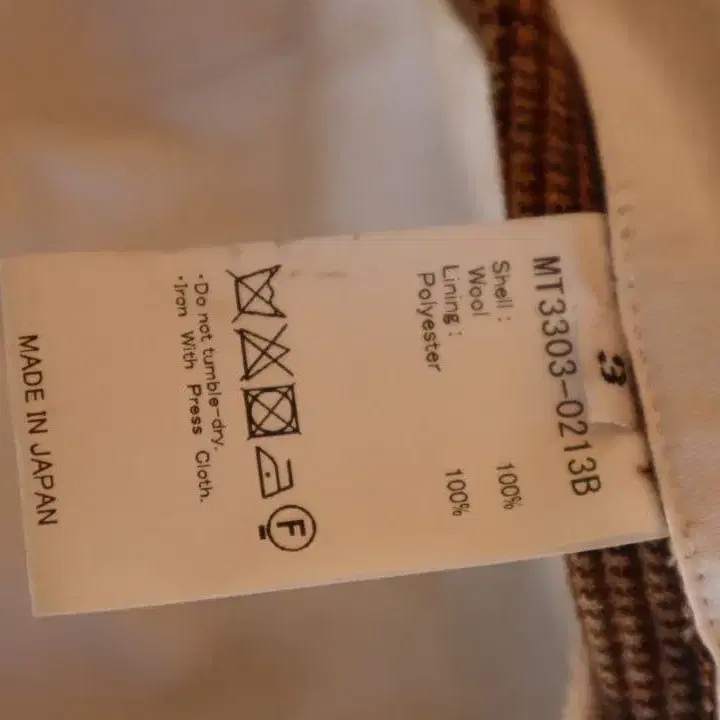 3
MT3303-0213B
Shell :
Wool 100%
Lining :
Polyester 100%
F
·Do not tumble-dry.
·Iron With Press Cloth.
MADE IN JAPAN